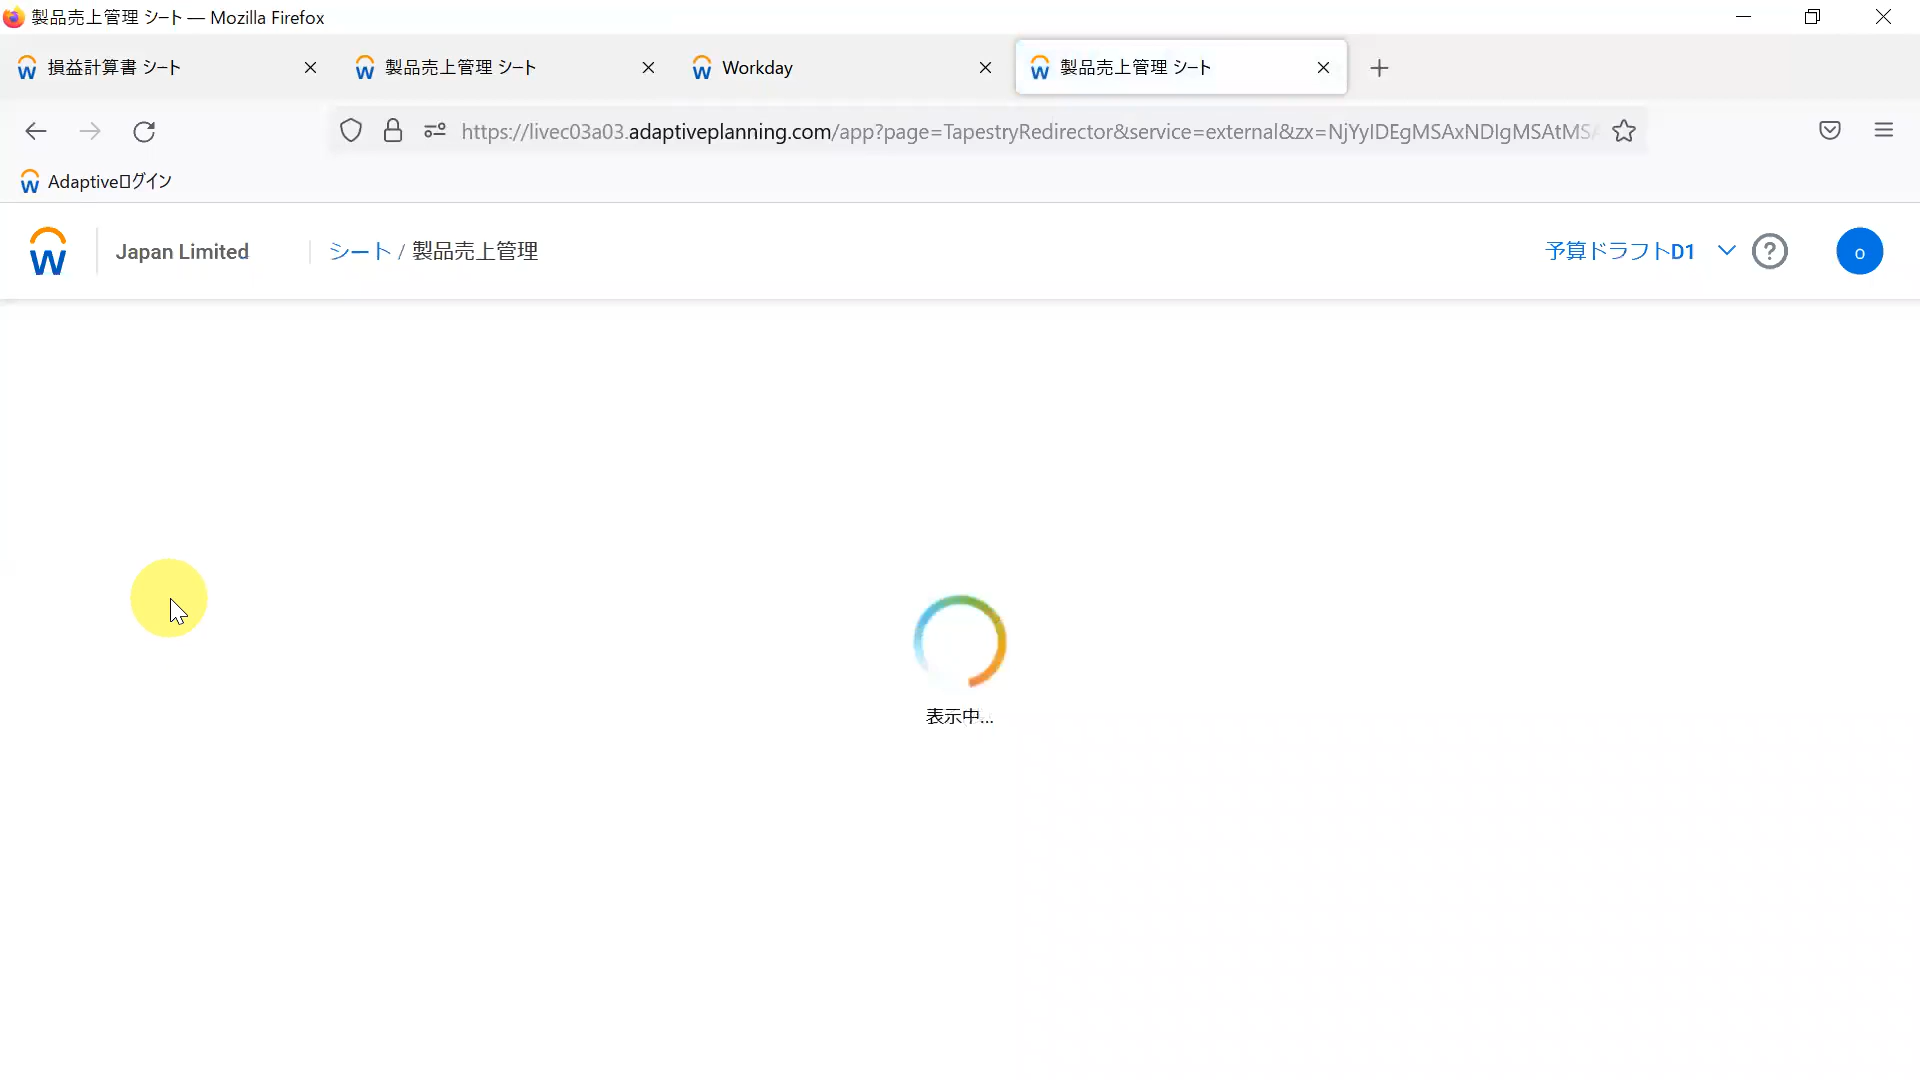 製品売上管理 シート — Mozilla Firefox
損益計算書 シート
製品売上管理 シート
Workday
製品売上管理 シート
https://livec03a03.adaptiveplanning.com/app?page=TapestryRedirector&service=external&zx=NjYyIDEgMSAxNDIgMSAtMSA
Adaptiveログイン
Japan Limited
シート / 製品売上管理
予算ドラフトD1
?
o
表示中...